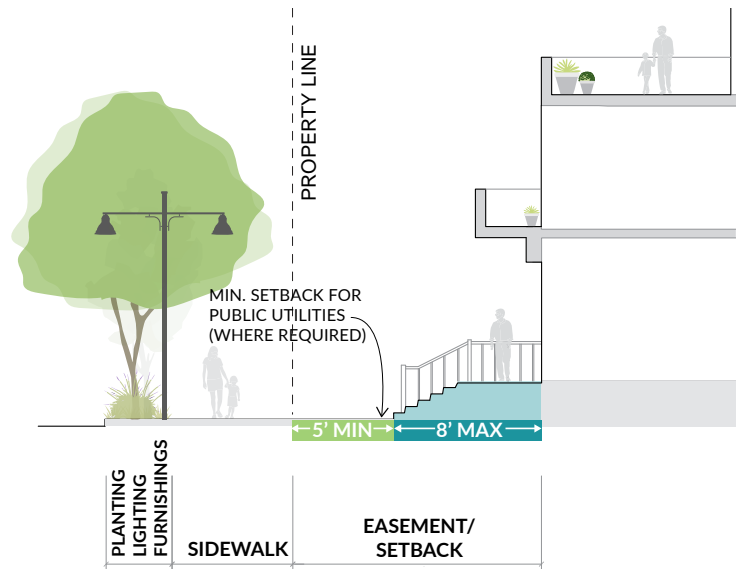 PROPERTY LINE
MIN. SETBACK FOR
PUBLIC UTILITIES
(WHERE REQUIRED)
5' MIN
8' MAX
PLANTING
LIGHTING
FURNISHINGS
SIDEWALK
EASEMENT/
SETBACK